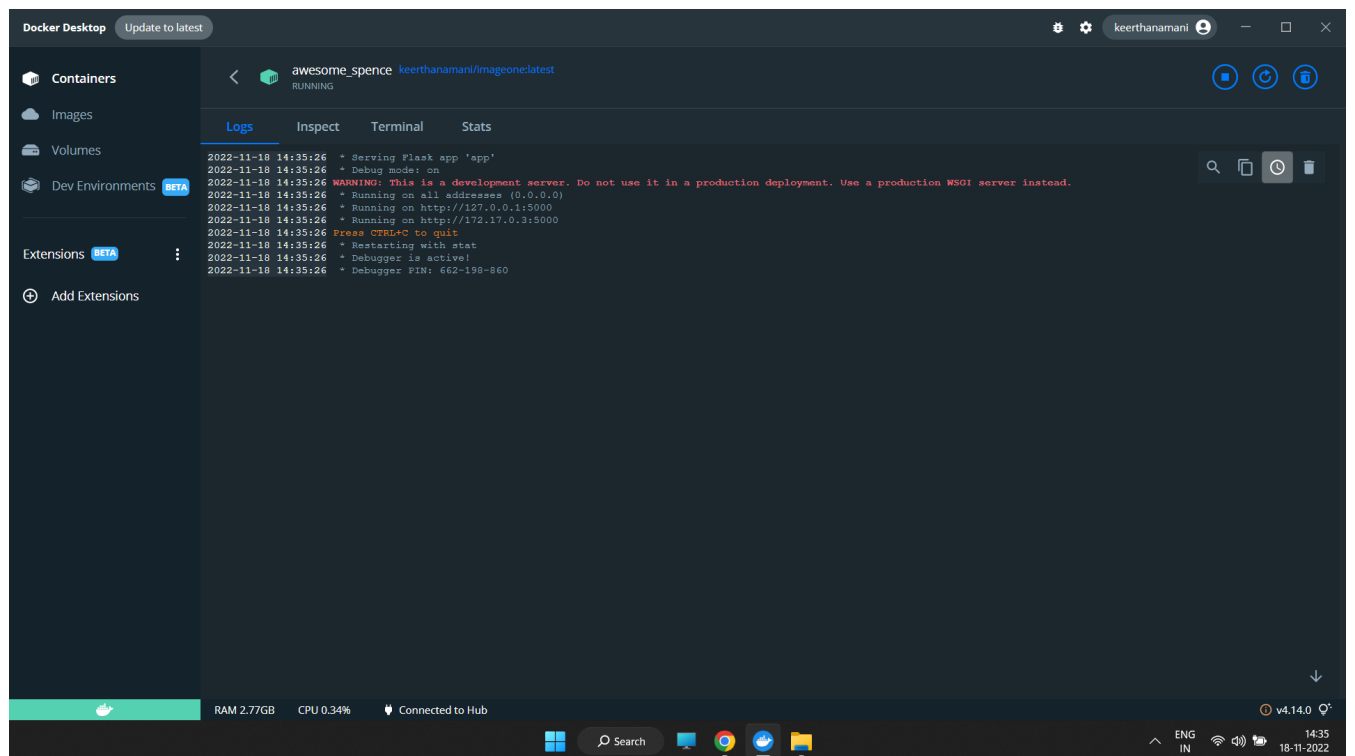 Docker Desktop Update to latest keerthanamani
Containers
Images
Volumes
Dev Environments BETA
Extensions BETA
Add Extensions
awesome_spence keerthanamani/imageone:latest
RUNNING
Logs Inspect Terminal Stats
2022-11-18 14:35:26 * Serving Flask app 'app'
2022-11-18 14:35:26 * Debug mode: on
2022-11-18 14:35:26 WARNING: This is a development server. Do not use it in a production deployment. Use a production WSGI server instead.
2022-11-18 14:35:26 * Running on all addresses (0.0.0.0)
2022-11-18 14:35:26 * Running on http://127.0.0.1:5000
2022-11-18 14:35:26 * Running on http://172.17.0.3:5000
2022-11-18 14:35:26 Press CTRL+C to quit
2022-11-18 14:35:26 * Restarting with stat
2022-11-18 14:35:26 * Debugger is active!
2022-11-18 14:35:26 * Debugger PIN: 662-198-860
RAM 2.77GB CPU 0.34% Connected to Hub v4.14.0
Search ENG 14:35
IN 18-11-2022